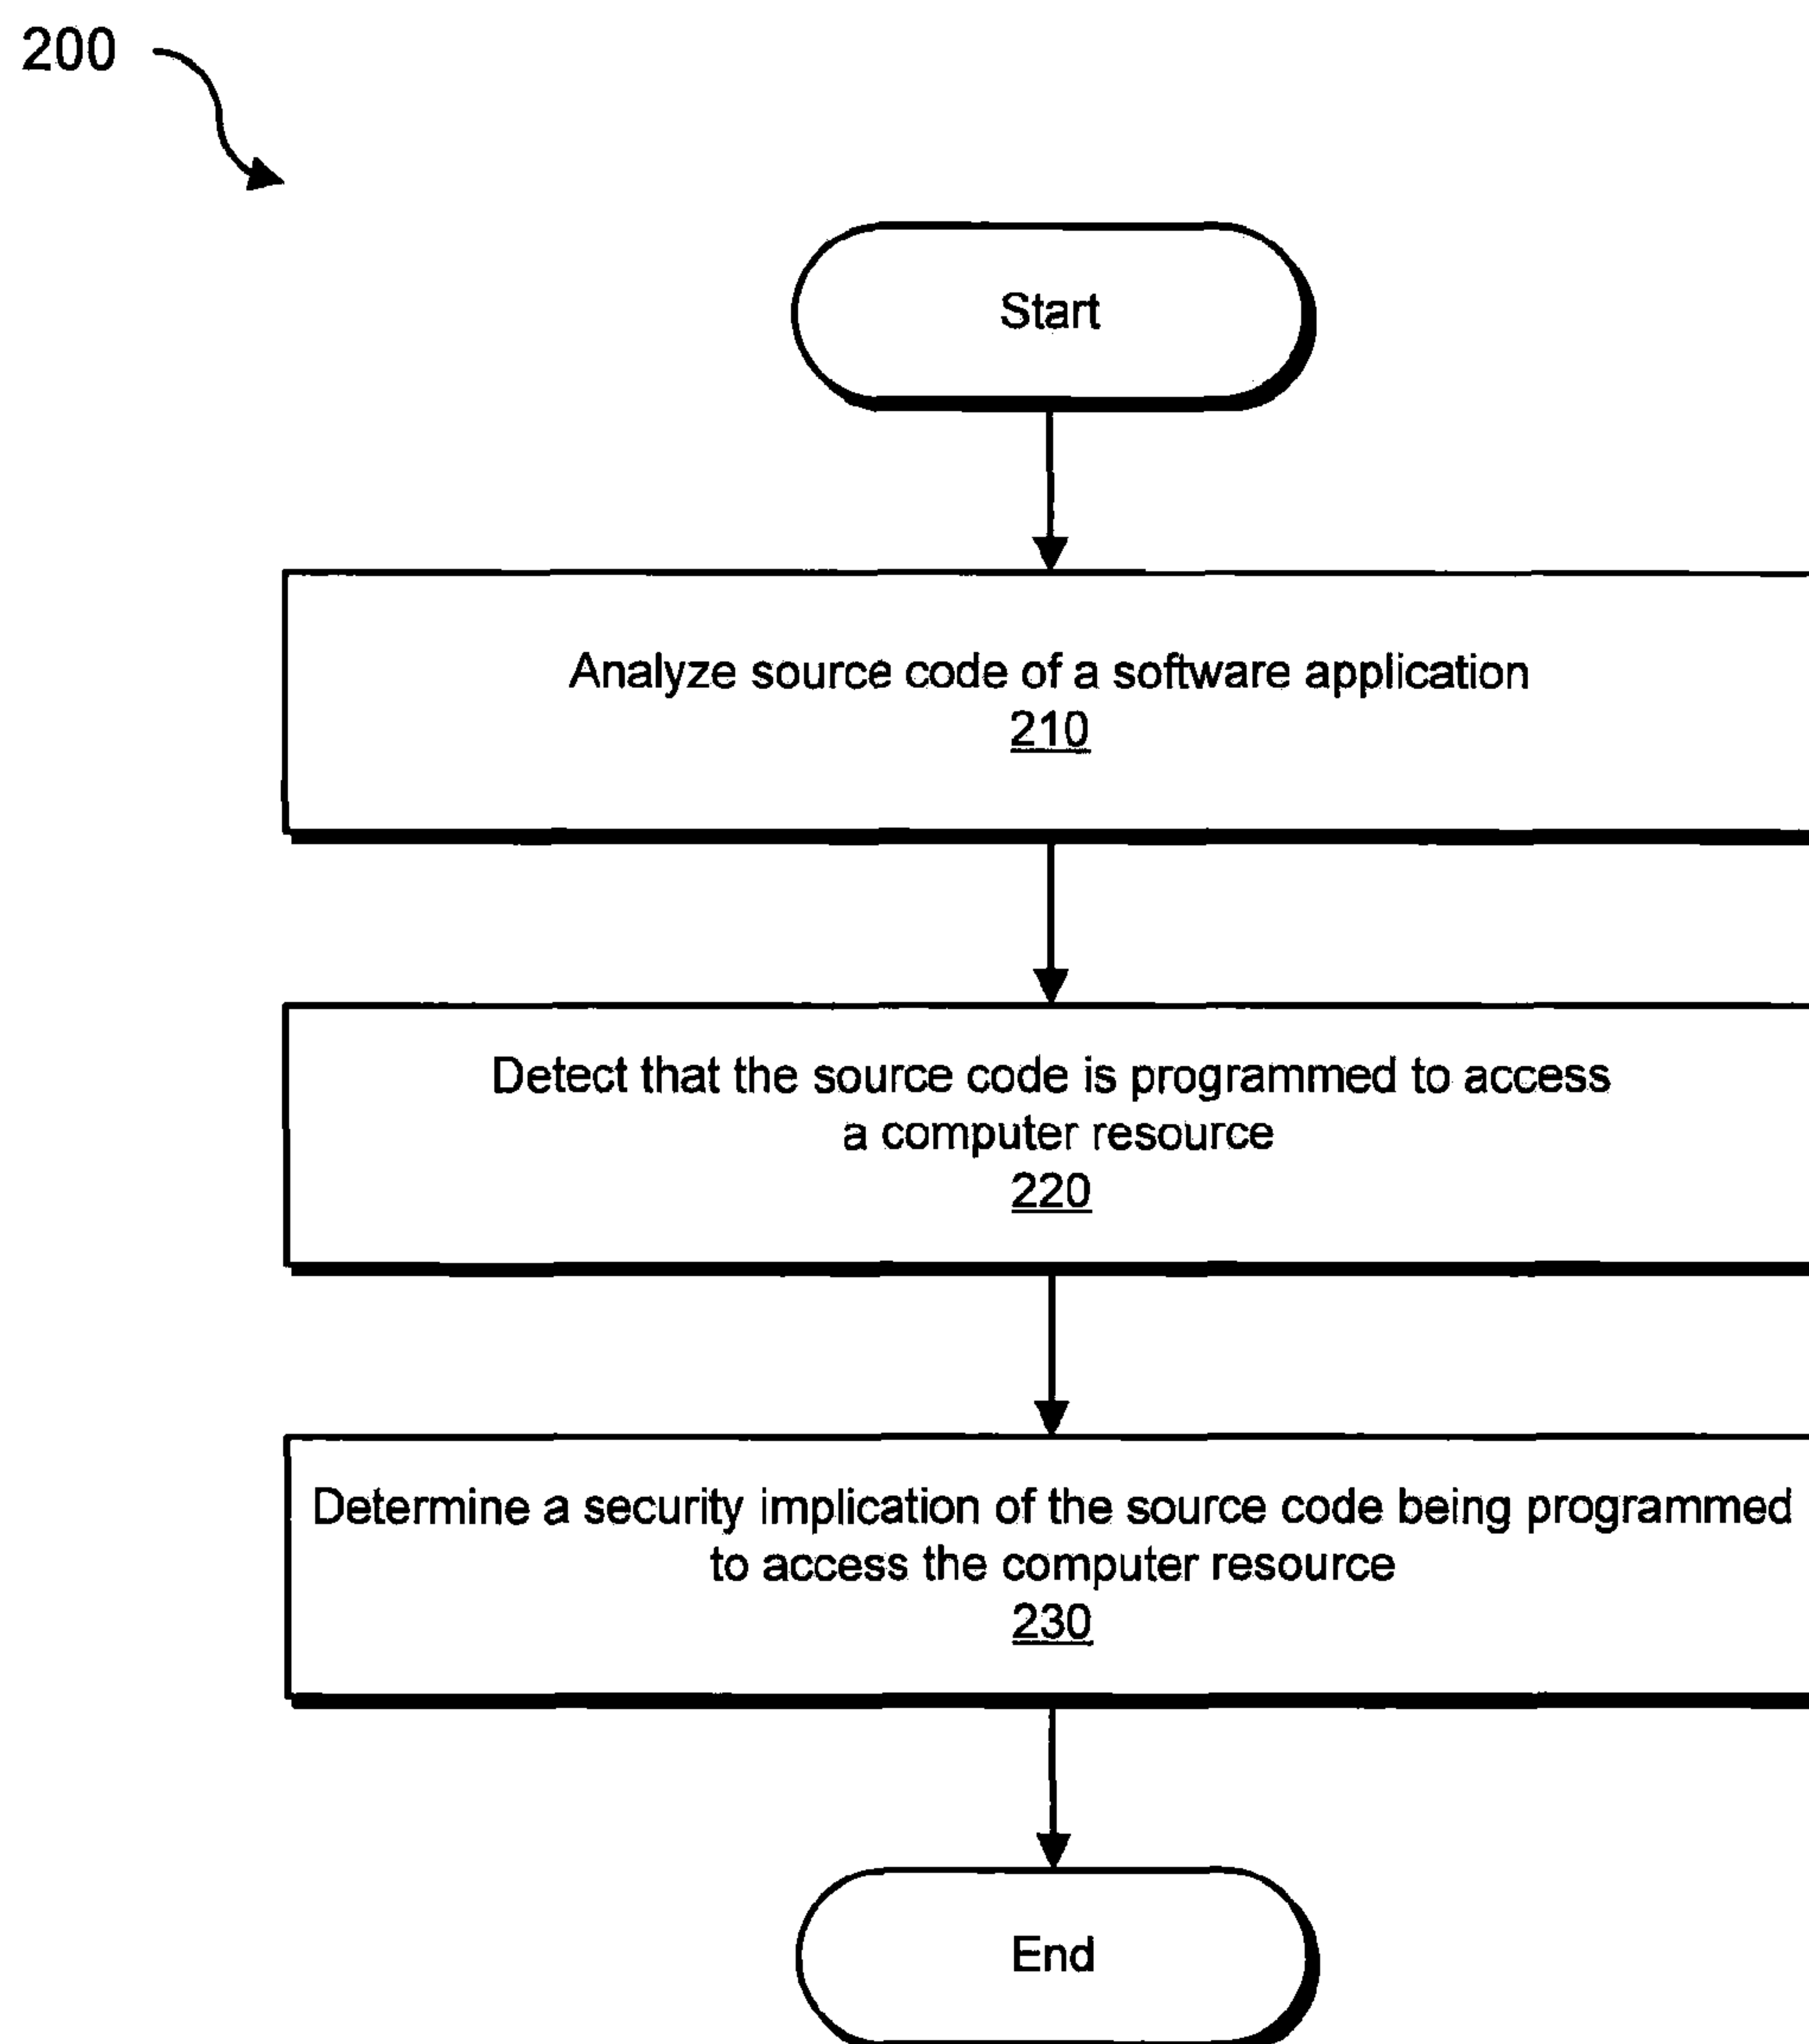 200
Start
Analyze source code of a software application
210
Detect that the source code is programmed to access
a computer resource
220
Determine a security implication of the source code being programmed
to access the computer resource
230
End